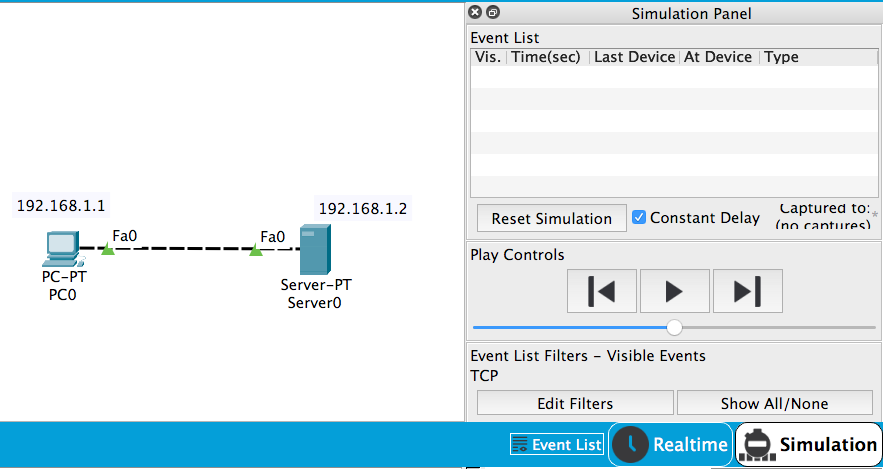 Simulation Panel
Event List
Vis. Time(sec) Last Device At Device Type
192.168.1.1
192.168.1.2
Fa0
Fa0
PC-PT
PC0
Server-PT
Server0
Reset Simulation
Constant Delay
Captured to:
(no captures)
*
Play Controls
Event List Filters - Visible Events
TCP
Edit Filters
Show All/None
Event List
Realtime
Simulation